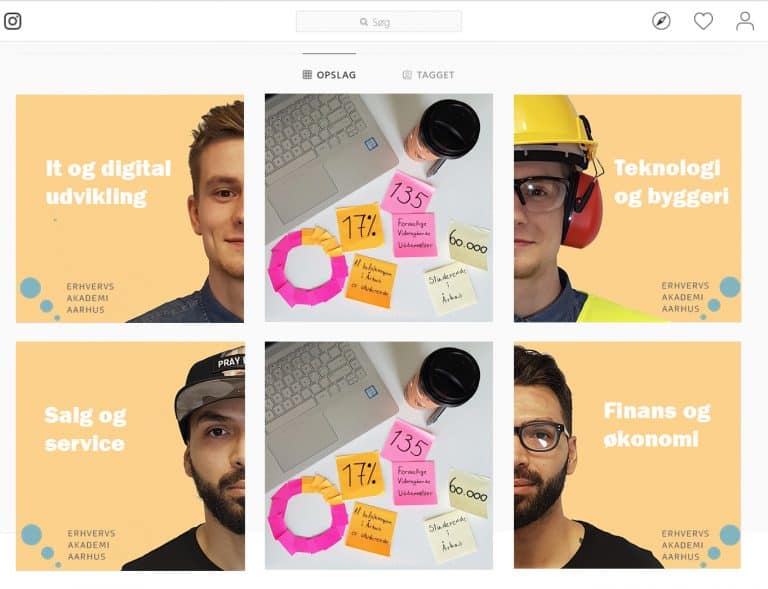 Søg
OPSLAG
TAGGET
It og digital
udvikling
ERHVERVS
AKADEMI
AARHUS
135
17%
Formelige
Videregående
Uddannelser
60.000
Af befolkningen
i Århus
er studerende
Studerende
i
Århus
Teknologi
og byggeri
ERHVERVS
AKADEMI
AARHUS
Salg og
service
PRAY
ERHVERVS
AKADEMI
AARHUS
135
17%
Formelige
Videregående
Uddannelser
60.000
Af befolkningen
i Århus
er studerende
Studerende
i
Århus
Finans og
økonomi
ERHVERVS
AKADEMI
AARHUS